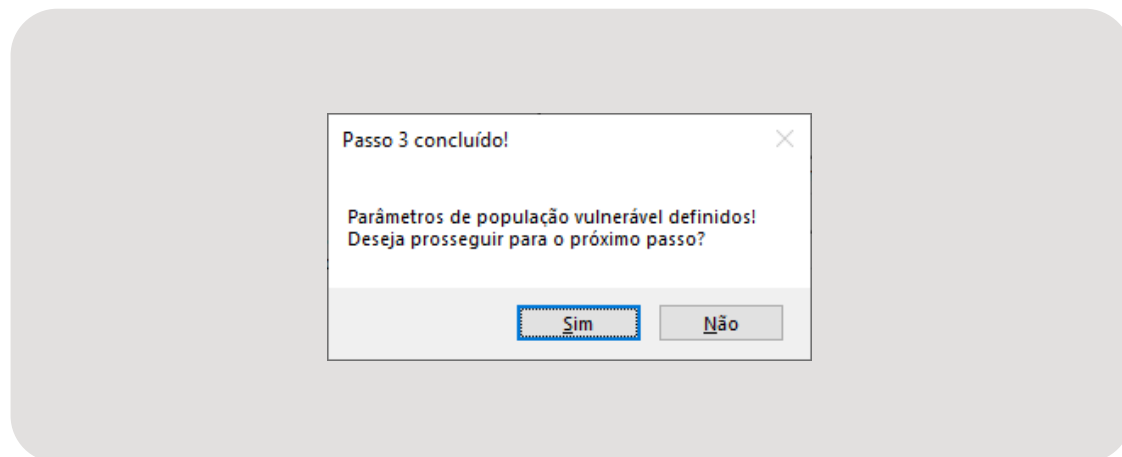 Passo 3 concluído!
Parâmetros de população vulnerável definidos!
Deseja prosseguir para o próximo passo?
Sim
Não